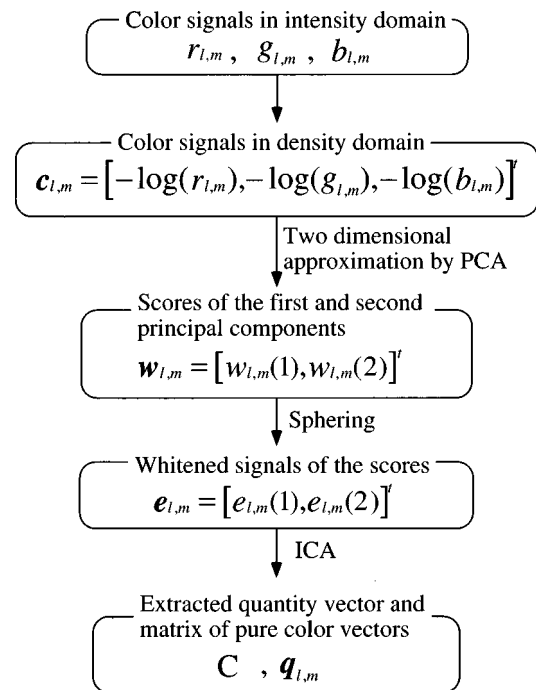 Color signals in intensity domain
r_{l,m} , g_{l,m} , b_{l,m}
Color signals in density domain
c_{l,m} = [−log(r_{l,m}),−log(g_{l,m}),−log(b_{l,m})]^t
Two dimensional
approximation by PCA
Scores of the first and second
principal components
w_{l,m} = [w_{l,m}(1), w_{l,m}(2)]^t
Sphering
Whitened signals of the scores
e_{l,m} = [e_{l,m}(1), e_{l,m}(2)]^t
ICA
Extracted quantity vector and
matrix of pure color vectors
C , q_{l,m}